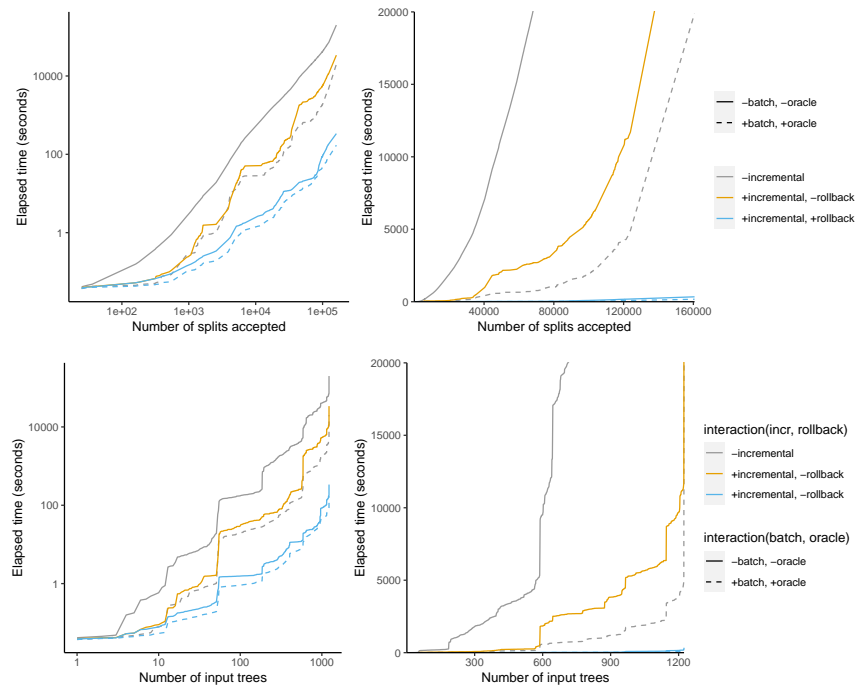 10000
100
1
1e+02
1e+03
1e+04
1e+05
Number of splits accepted
Elapsed time (seconds)
20000
15000
10000
5000
0
40000
80000
120000
160000
Number of splits accepted
Elapsed time (seconds)
−batch, −oracle
+batch, +oracle
−incremental
+incremental, −rollback
+incremental, +rollback
10000
100
1
1
10
100
1000
Number of input trees
Elapsed time (seconds)
20000
15000
10000
5000
0
300
600
900
1200
Number of input trees
Elapsed time (seconds)
interaction(incr, rollback)
−incremental
+incremental, −rollback
+incremental, −rollback
interaction(batch, oracle)
−batch, −oracle
+batch, +oracle